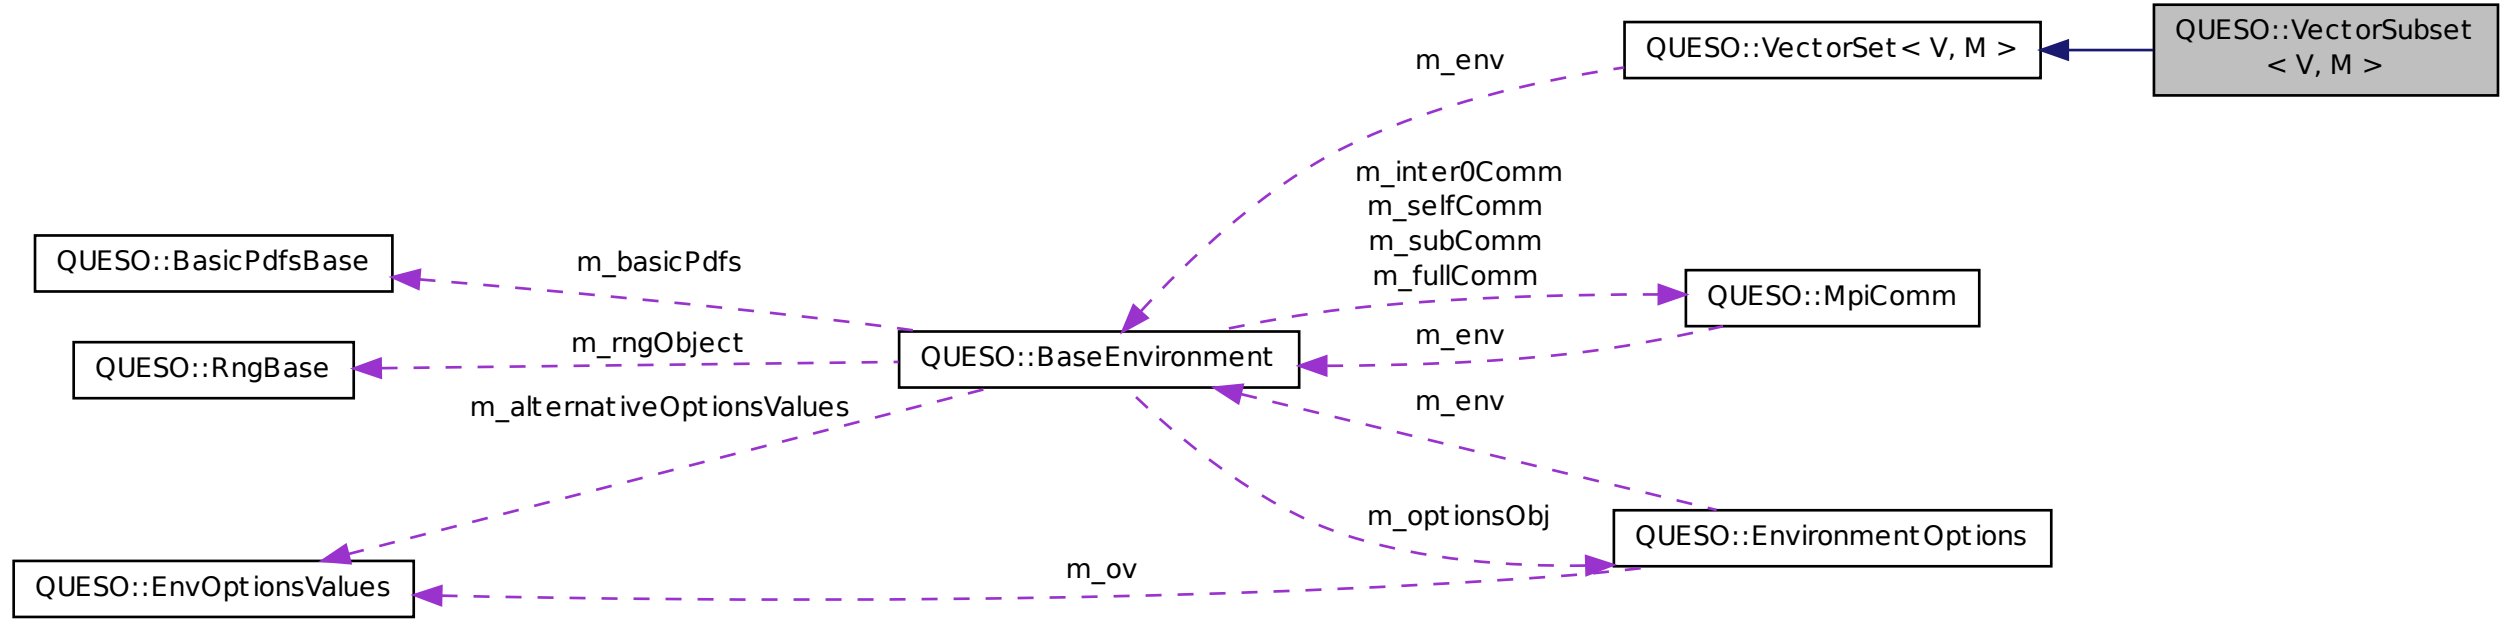 QUESO::VectorSubset
< V, M >
QUESO::VectorSet< V, M >
m_env
m_inter0Comm
m_selfComm
m_subComm
m_fullComm
QUESO::BasicPdfsBase
m_basicPdfs
QUESO::MpiComm
m_env
m_rngObject
QUESO::RngBase
QUESO::BaseEnvironment
m_alternativeOptionsValues
m_env
m_optionsObj
QUESO::EnvironmentOptions
m_ov
QUESO::EnvOptionsValues